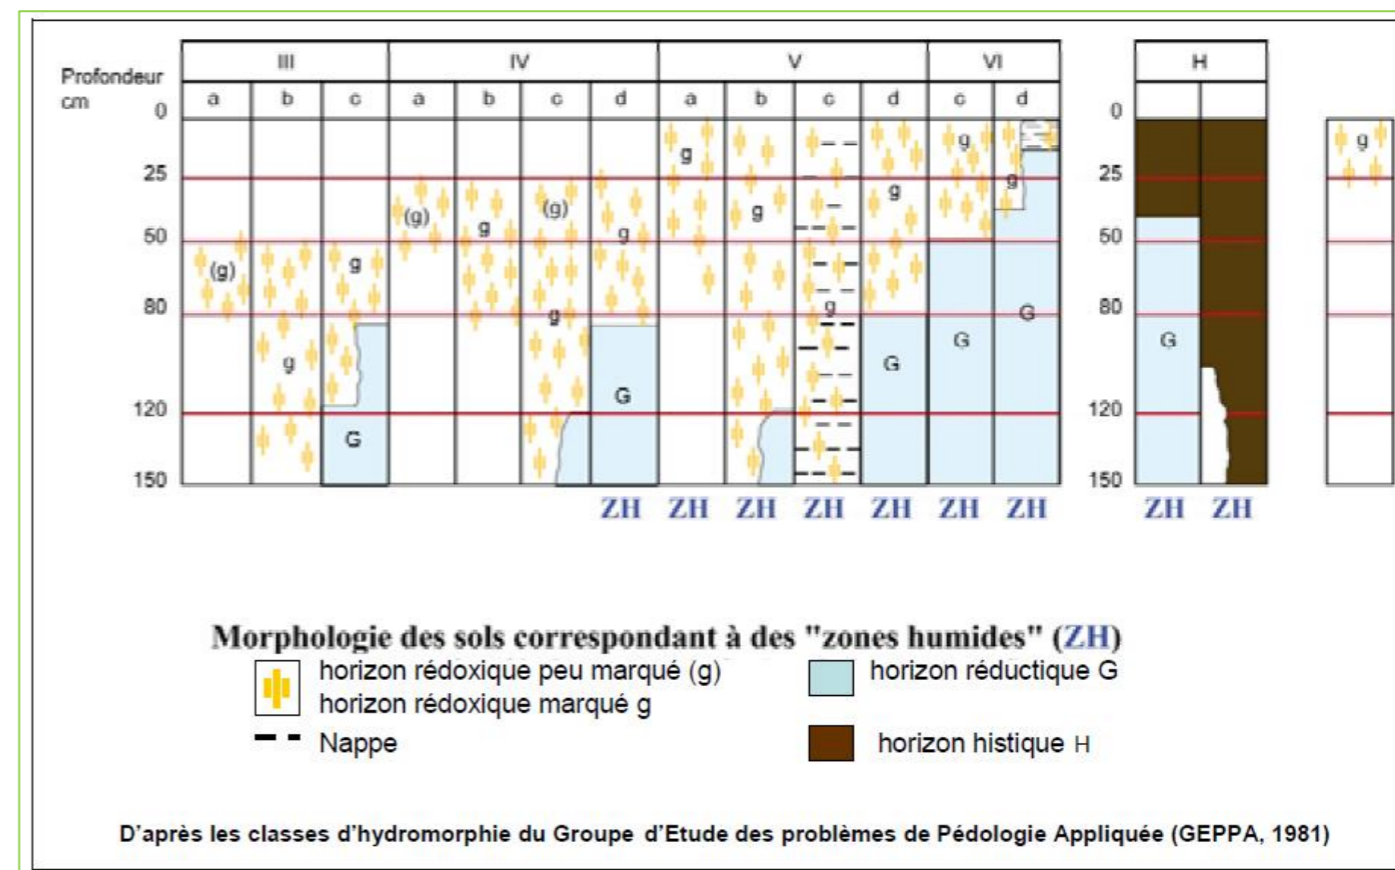 III IV V VI H
Profondeur
cm
a b c a b c d a b c d c d
0 0
25 25
50 50
80 80
120 120
150 150
g g g g
(g) g (g) g g g
g
(g) g
g g
g G G G G
G
G
ZH ZH ZH ZH ZH ZH ZH ZH ZH
Morphologie des sols correspondant à des "zones humides" (ZH)
horizon rédoxique peu marqué (g)
horizon rédoxique marqué g
Nappe
horizon réductique G
horizon histique H
D'après les classes d'hydromorphie du Groupe d'Etude des problèmes de Pédologie Appliquée (GEPPA, 1981)